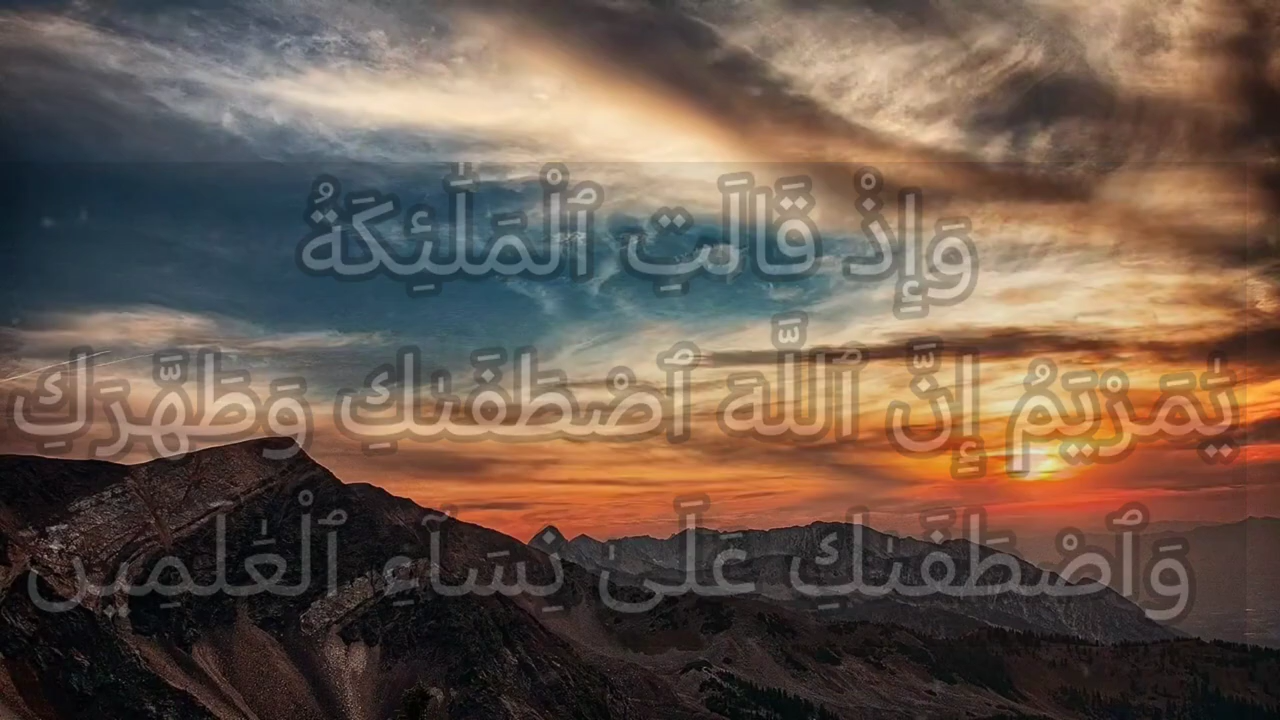 وَإِذۡ قَالَتِ ٱلۡمَلَٰٓئِكَةُ
يَٰمَرۡيَمُ إِنَّ ٱللَّهَ ٱصۡطَفَىٰكِ وَطَهَّرَكِ
وَٱصۡطَفَىٰكِ عَلَىٰ نِسَآءِ ٱلۡعَٰلَمِينَ